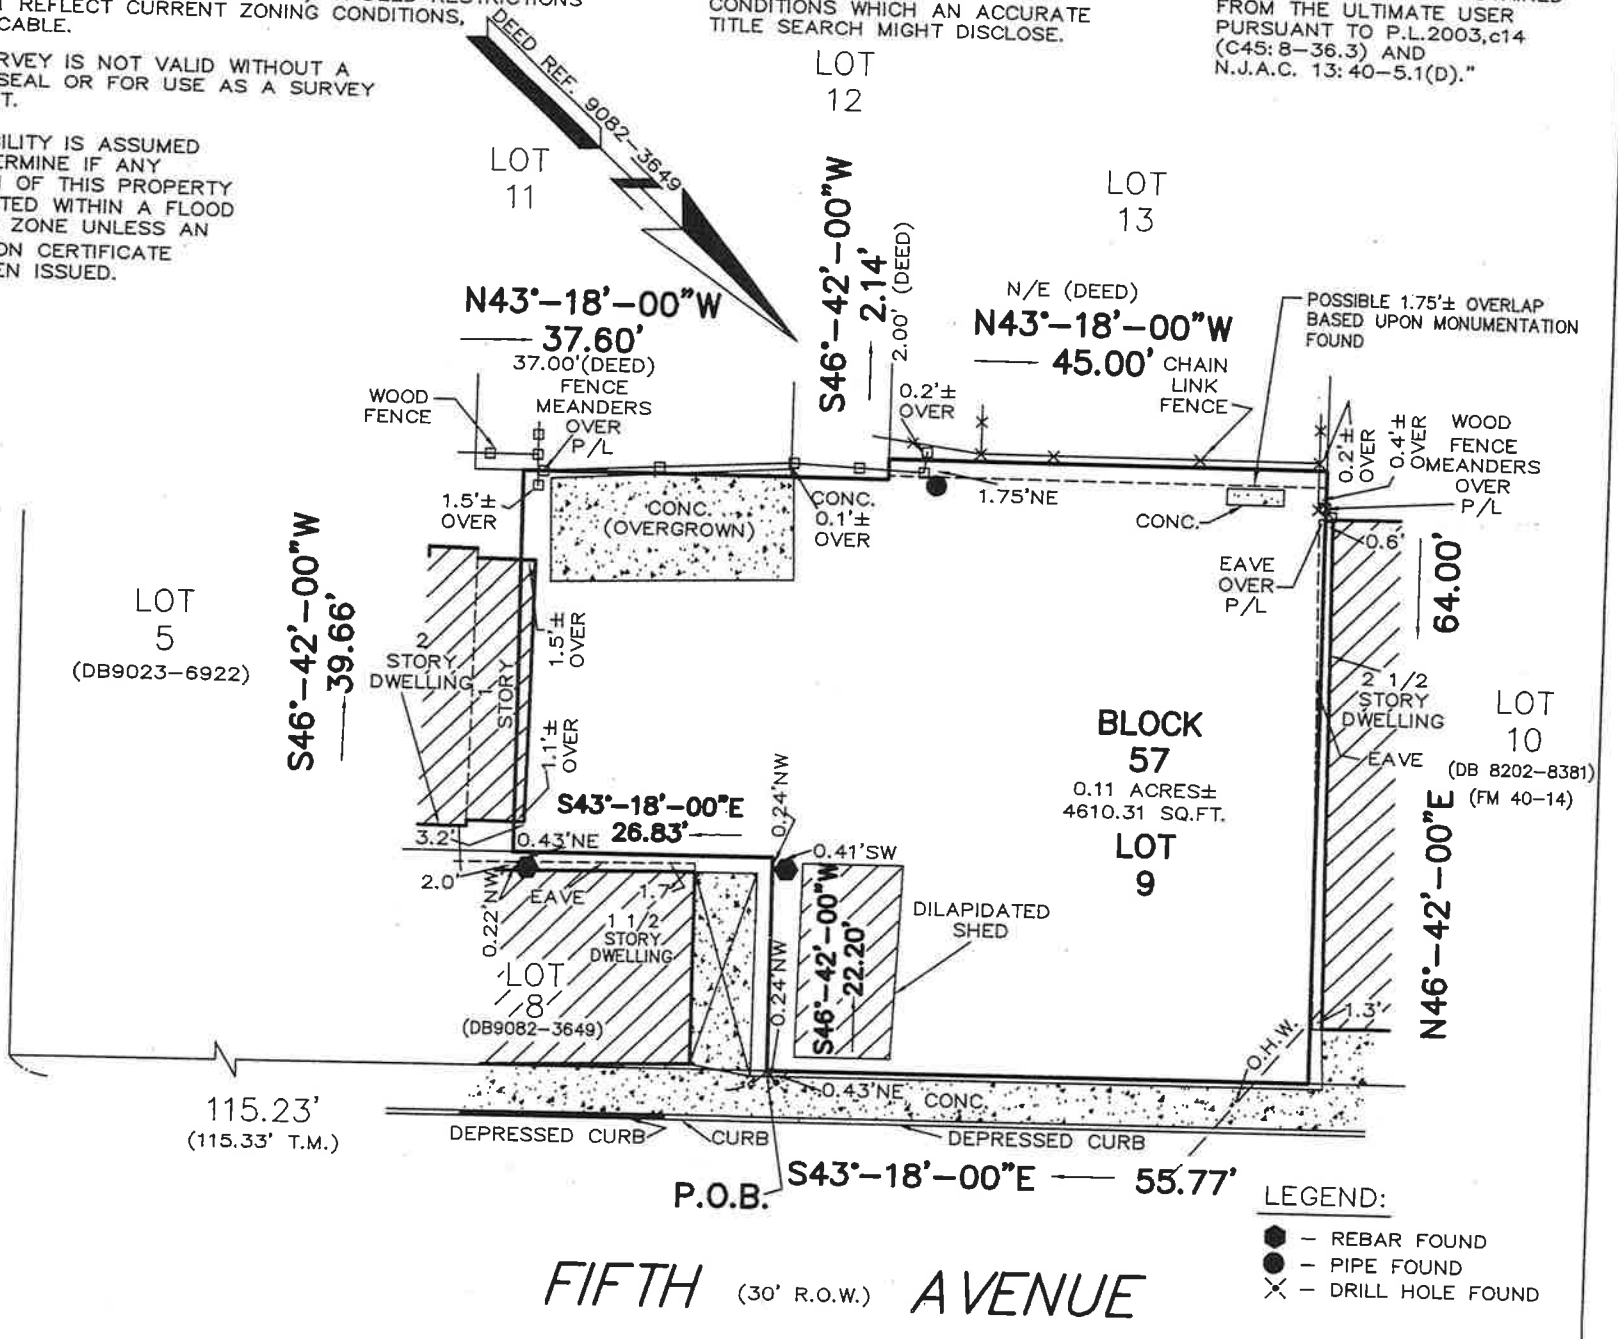 REFLECT CURRENT ZONING CONDITIONS,
CABLE.
RVEY IS NOT VALID WITHOUT A
SEAL OR FOR USE AS A SURVEY
T.
ILITY IS ASSUMED
ERMINE IF ANY
OF THIS PROPERTY
TED WITHIN A FLOOD
ZONE UNLESS AN
ON CERTIFICATE
EN ISSUED.
CONDITIONS WHICH AN ACCURATE
TITLE SEARCH MIGHT DISCLOSE.
FROM THE ULTIMATE USER
PURSUANT TO P.L.2003,c14
(C45:8-36.3) AND
N.J.A.C. 13:40-5.1(D)."
DEED REF. 9082-3649
LOT
11
LOT
12
LOT
13
N43°-18'-00"W
37.60'
37.00'(DEED)
FENCE
MEANDERS
OVER
P/L
WOOD
FENCE
S46°-42'-00"W
2.14'
2.00' (DEED)
N/E (DEED)
N43°-18'-00"W
45.00'
CHAIN
LINK
FENCE
POSSIBLE 1.75'± OVERLAP
BASED UPON MONUMENTATION
FOUND
0.2'±
OVER
0.2'±
OVER
0.4'±
OVER
WOOD
FENCE
MEANDERS
OVER
P/L
1.5'±
OVER
CONC.
(OVERGROWN)
CONC.
0.1'±
OVER
1.75'NE
CONC.
0.6'
EAVE
OVER
P/L
64.00'
N46°-42'-00"E
LOT
5
(DB9023-6922)
S46°-42'-00"W
39.66'
2
STORY
DWELLING
STORY
1.5'±
OVER
1.1'±
OVER
BLOCK
57
0.11 ACRES±
4610.31 SQ.FT.
LOT
9
2 1/2
STORY
DWELLING
EAVE
LOT
10
(DB 8202-8381)
(FM 40-14)
S43°-18'-00"E
26.83'
0.24'NW
3.2'
0.43'NE
0.41'SW
2.0'
0.22'NW
EAVE
1.7'
1 1/2
STORY
DWELLING
LOT
8
(DB9082-3649)
0.24'NW
S46°-42'-00"W
22.20'
DILAPIDATED
SHED
1.3'
O.H.W.
0.43'NE
CONC.
115.23'
(115.33' T.M.)
DEPRESSED CURB
CURB
DEPRESSED CURB
P.O.B.
S43°-18'-00"E
55.77'
FIFTH (30' R.O.W.) AVENUE
LEGEND:
- REBAR FOUND
- PIPE FOUND
- DRILL HOLE FOUND